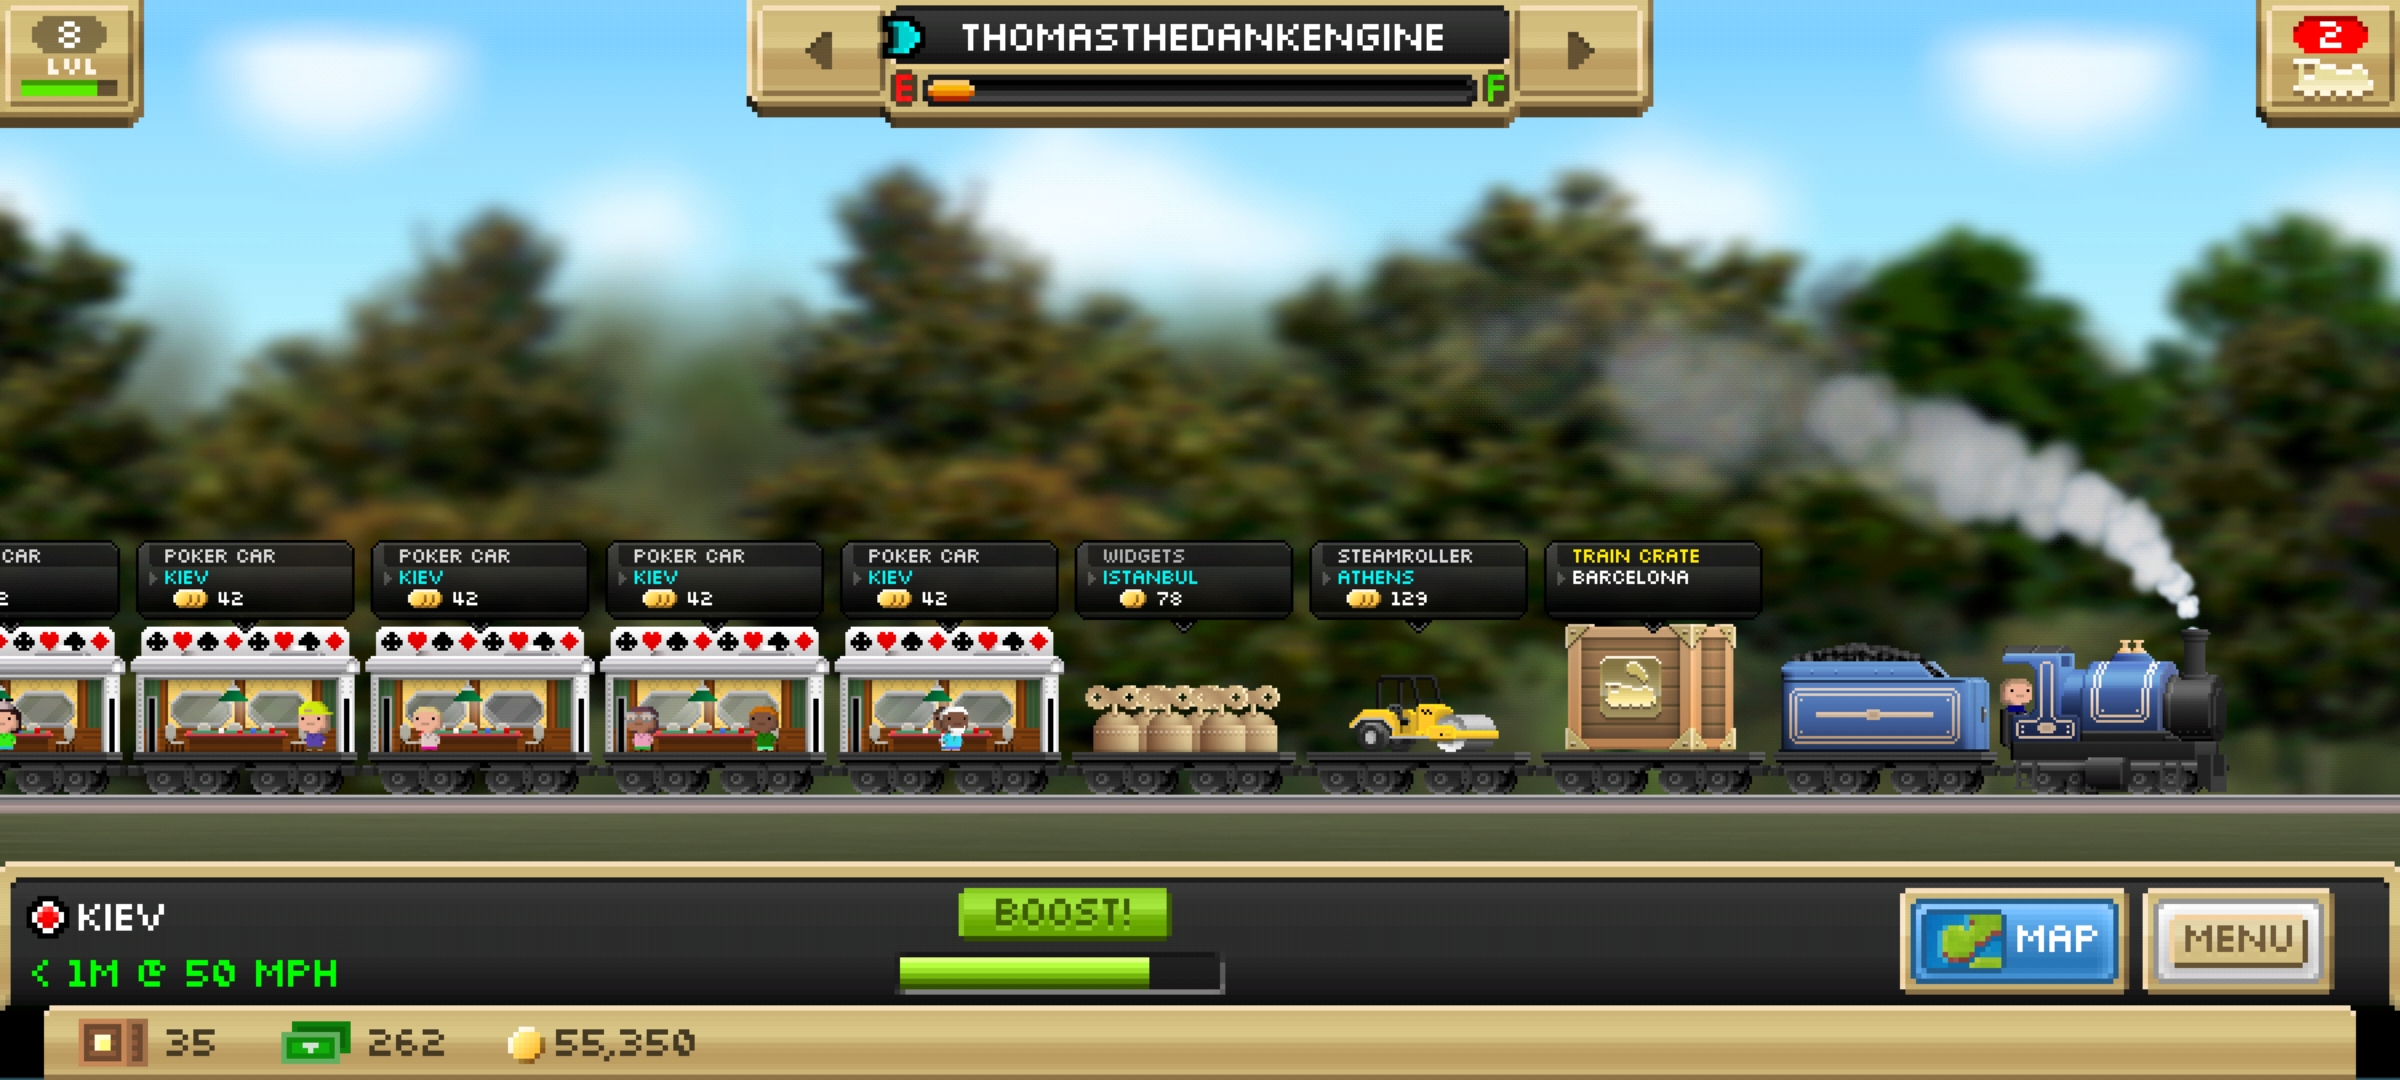 8
LVL
THOMASTHEDANKENGINE
E F
2
CAR
2
POKER CAR
KIEV
42
POKER CAR
KIEV
42
POKER CAR
KIEV
42
POKER CAR
KIEV
42
WIDGETS
ISTANBUL
78
STEAMROLLER
ATHENS
129
TRAIN CRATE
BARCELONA
KIEV
< 1M @ 50 MPH
BOOST!
MAP
MENU
35
262
55,350